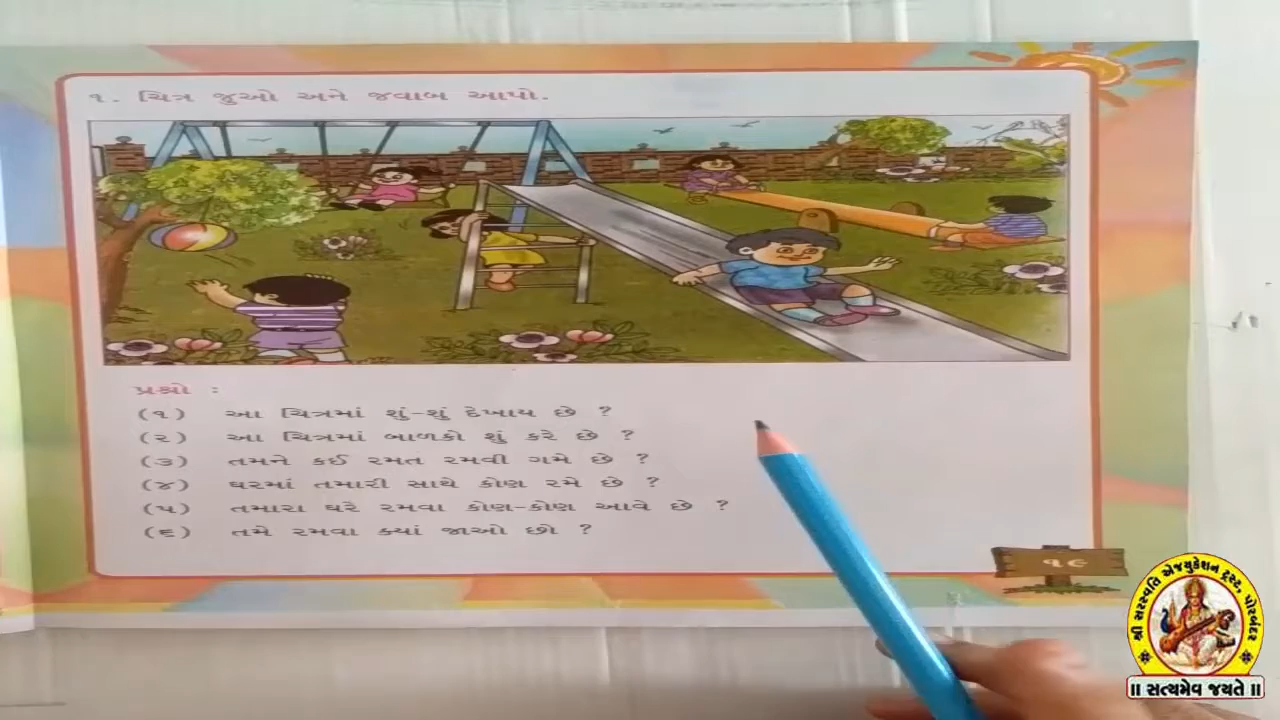 ૧. ચિત્ર જુઓ અને જવાબ આપો.
પ્રશ્નો :
(૧) આ ચિત્રમાં શું-શું દેખાય છે ?
(૨) આ ચિત્રમાં બાળકો શું કરે છે ?
(૩) તમને કઈ રમત રમવી ગમે છે ?
(૪) ઘરમાં તમારી સાથે કોણ રમે છે ?
(૫) તમારા ઘરે રમવા કોણ-કોણ આવે છે ?
(૬) તમે રમવા ક્યાં જાઓ છો ?
૧૯
શ્રી સરસ્વતિ એજ્યુકેશન ટ્રસ્ટ, પોરબંદર
॥ સત્યમેવ જયતે ॥